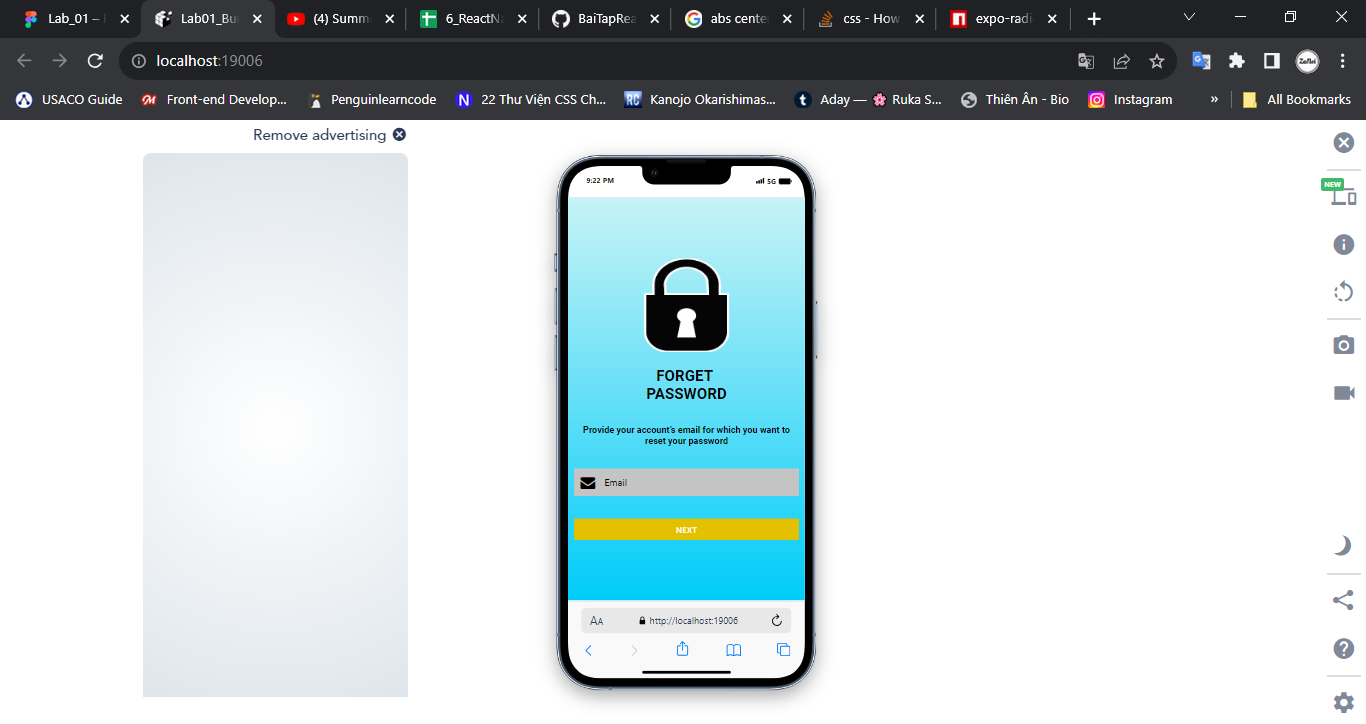 Lab_01 –
Lab01_Bui
(4) Summ
6_ReactNa
BaiTapRea
abs cente
css - How
expo-radi
localhost:19006
USACO Guide
Front-end Develop...
Penguinlearncode
22 Thư Viện CSS Ch...
Kanojo Okarishimas...
Aday — 🌸 Ruka S...
Thiên Ân - Bio
Instagram
»
All Bookmarks
Remove advertising
NEW
9:22 PM
5G
FORGET
PASSWORD
Provide your account's email for which you want to
reset your password
Email
NEXT
AA
http://localhost:19006